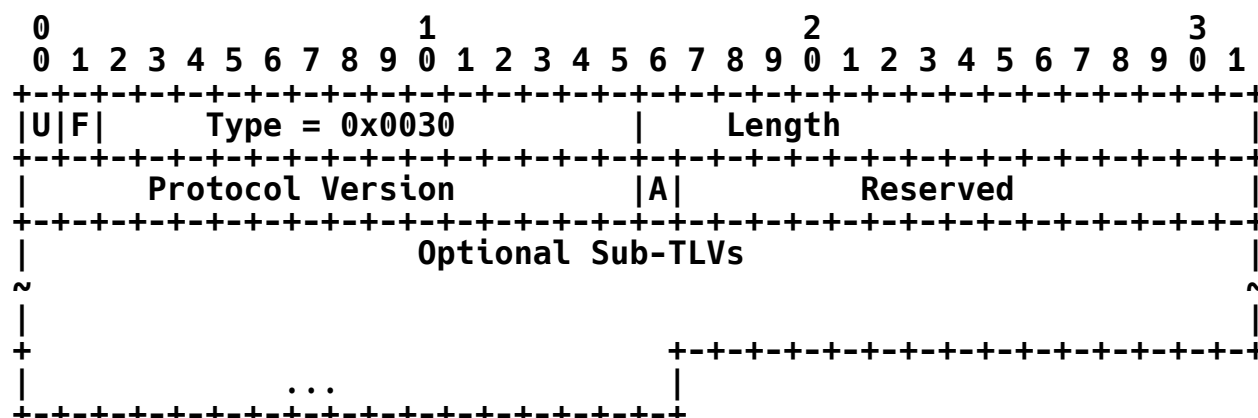 0                   1                   2                   3
 0 1 2 3 4 5 6 7 8 9 0 1 2 3 4 5 6 7 8 9 0 1 2 3 4 5 6 7 8 9 0 1
+-+-+-+-+-+-+-+-+-+-+-+-+-+-+-+-+-+-+-+-+-+-+-+-+-+-+-+-+-+-+-+-+
|U|F|     Type = 0x0030         |    Length                     |
+-+-+-+-+-+-+-+-+-+-+-+-+-+-+-+-+-+-+-+-+-+-+-+-+-+-+-+-+-+-+-+-+
|      Protocol Version         |A|         Reserved            |
+-+-+-+-+-+-+-+-+-+-+-+-+-+-+-+-+-+-+-+-+-+-+-+-+-+-+-+-+-+-+-+-+
|                    Optional Sub-TLVs                          |
~                                                               ~
|                                                               |
+                                 +-+-+-+-+-+-+-+-+-+-+-+-+-+-+-+
|             ...                 |
+-+-+-+-+-+-+-+-+-+-+-+-+-+-+-+-+-+